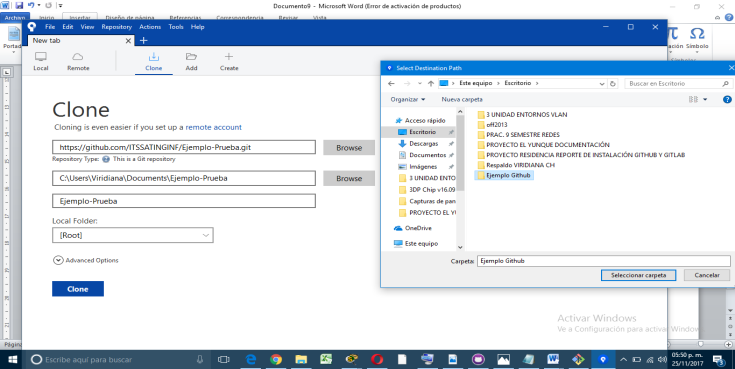 Documento9 - Microsoft Word (Error de activación de productos)
Archivo Inicio Insertar Diseño de página Referencias Correspondencia Revisar Vista
File Edit View Repository Actions Tools Help
New tab
Local Remote Clone Add Create
Portad
ación Símbolo
Símbolos
Clone
Cloning is even easier if you set up a remote account
https://github.com/ITSSATINGINF/Ejemplo-Prueba.git
Browse
Repository Type: This is a Git repository
C:\Users\Viridiana\Documents\Ejemplo-Prueba
Browse
Ejemplo-Prueba
Local Folder:
[Root]
Advanced Options
Clone
Select Destination Path
Este equipo > Escritorio >
Buscar en Escritorio
Organizar Nueva carpeta
Acceso rápido
Escritorio
Descargas
Documentos
Imágenes
3 UNIDAD ENTO
3DP Chip v16.09
Capturas de pan
PROYECTO EL YU
OneDrive
Este equipo
3 UNIDAD ENTORNOS VLAN
off2013
PRAC. 9 SEMESTRE REDES
PROYECTO EL YUNQUE DOCUMENTACIÓN
PROYECTO RESIDENCIA REPORTE DE INSTALACIÓN GITHUB Y GITLAB
Respaldo VIRIDIANA CH
Ejemplo Github
Carpeta: Ejemplo Github
Seleccionar carpeta Cancelar
Activar Windows
Ve a Configuración para activar Window
Página
Escribe aquí para buscar
05:50 p. m.
25/11/2017